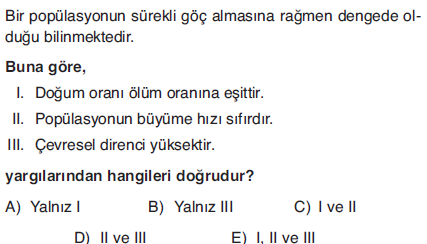 Bir popülasyonun sürekli göç almasına rağmen dengede ol-
duğu bilinmektedir.
Buna göre,
I. Doğum oranı ölüm oranına eşittir.
II. Popülasyonun büyüme hızı sıfırdır.
III. Çevresel direnci yüksektir.
yargılarından hangileri doğrudur?
A) Yalnız I B) Yalnız III C) I ve II
D) II ve III E) I, II ve III